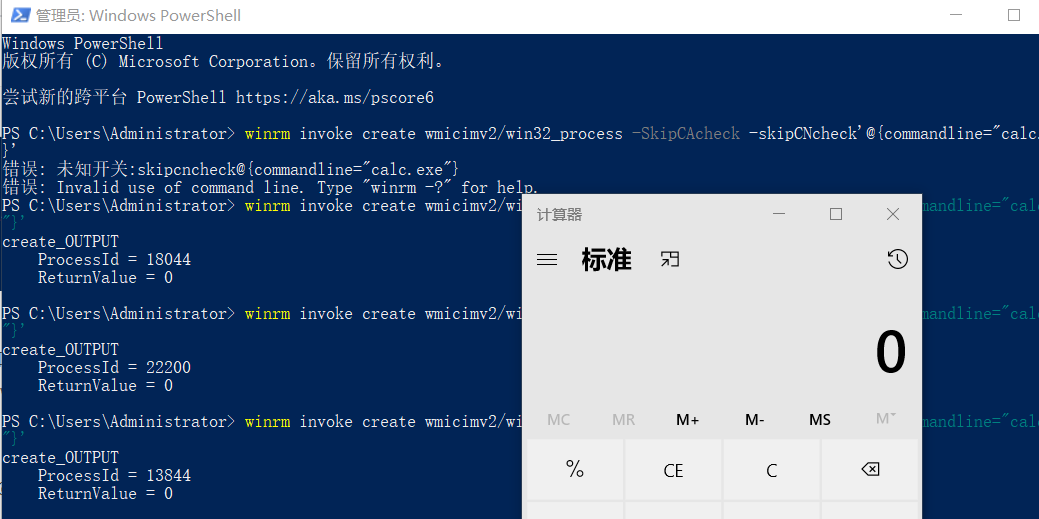 管理员: Windows PowerShell
Windows PowerShell
版权所有 (C) Microsoft Corporation。保留所有权利。
尝试新的跨平台 PowerShell https://aka.ms/pscore6
PS C:\Users\Administrator> winrm invoke create wmicimv2/win32_process -SkipCAcheck -skipCNcheck'@{commandline="calc.
}'
错误: 未知开关:skipcncheck@{commandline="calc.exe"}
错误: Invalid use of command line. Type "winrm -?" for help.
PS C:\Users\Administrator> winrm invoke create wmicimv2/wi mmandline="calc
"}'
create_OUTPUT
ProcessId = 18044
ReturnValue = 0
PS C:\Users\Administrator> winrm invoke create wmicimv2/wi mmandline="calc
"}'
create_OUTPUT
ProcessId = 22200
ReturnValue = 0
PS C:\Users\Administrator> winrm invoke create wmicimv2/wi mmandline="calc
"}'
create_OUTPUT
ProcessId = 13844
ReturnValue = 0
计算器
标准
0
MC MR M+ M- MS M˅
% CE C